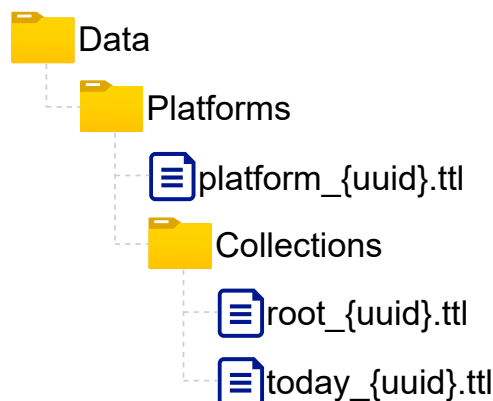 Data
Platforms
platform_{uuid}.ttl
Collections
root_{uuid}.ttl
today_{uuid}.ttl